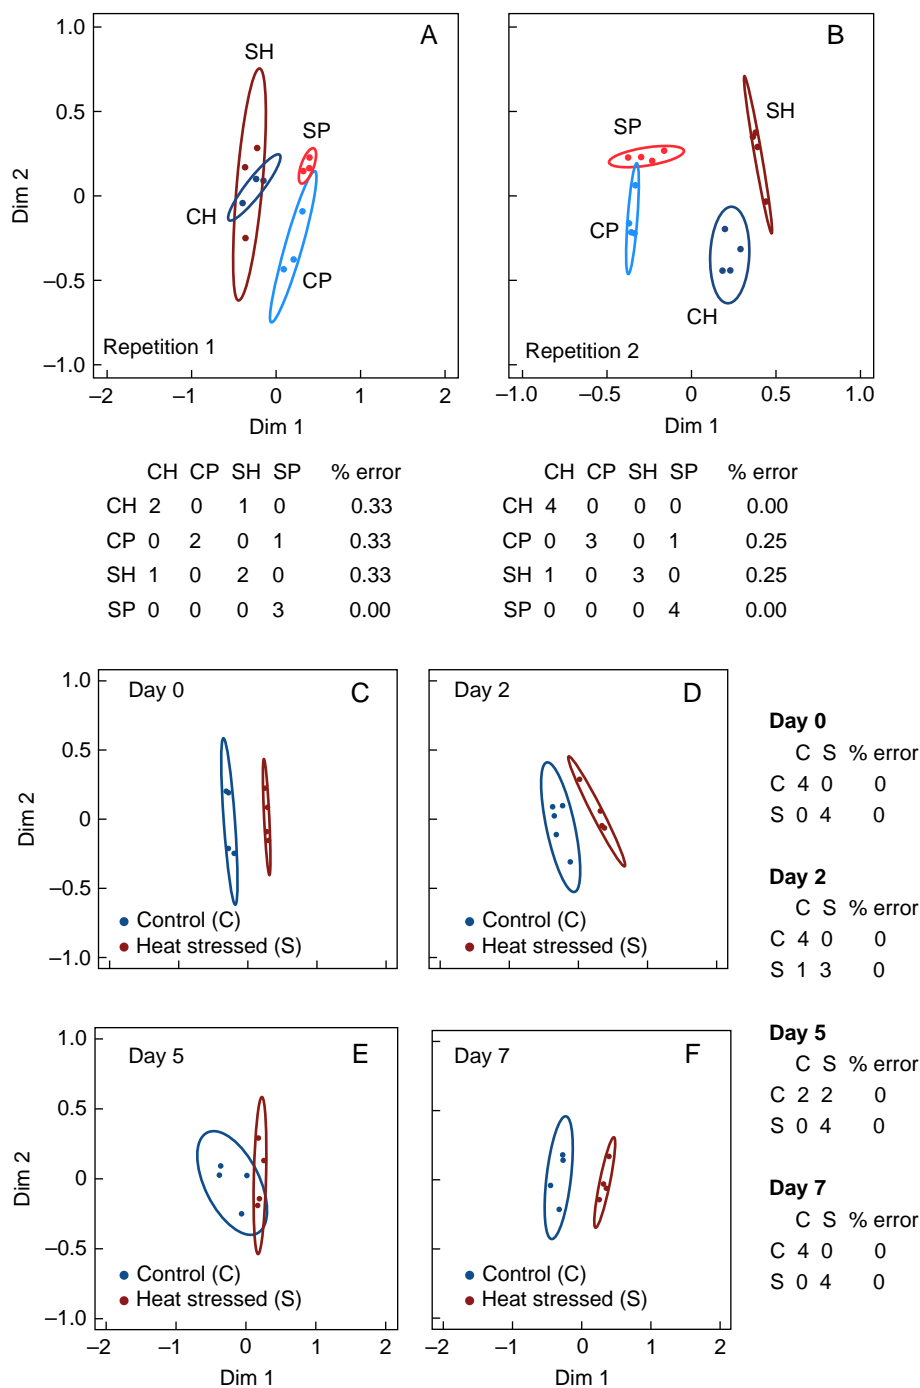 A
B
1.0
0.5
0
–0.5
–1.0
Dim 2
SH
SP
CH
CP
Repetition 1
–2 –1 0 1 2
Dim 1
SP
SH
CP
CH
Repetition 2
–1.0 –0.5 0 0.5 1.0
Dim 1
CH CP SH SP % error
CH 2 0 1 0 0.33
CP 0 2 0 1 0.33
SH 1 0 2 0 0.33
SP 0 0 0 3 0.00
CH CP SH SP % error
CH 4 0 0 0 0.00
CP 0 3 0 1 0.25
SH 1 0 3 0 0.25
SP 0 0 0 4 0.00
Day 0 C
1.0
0.5
0
–0.5
–1.0
Dim 2
Control (C)
Heat stressed (S)
Day 2 D
Control (C)
Heat stressed (S)
Day 0
C S % error
C 4 0 0
S 0 4 0
Day 2
C S % error
C 4 0 0
S 1 3 0
Day 5
C S % error
C 2 2 0
S 0 4 0
Day 7
C S % error
C 4 0 0
S 0 4 0
Day 5 E
1.0
0.5
0
–0.5
–1.0
Dim 2
Control (C)
Heat stressed (S)
–2 –1 0 1 2
Dim 1
Day 7 F
Control (C)
Heat stressed (S)
–2 –1 0 1 2
Dim 1